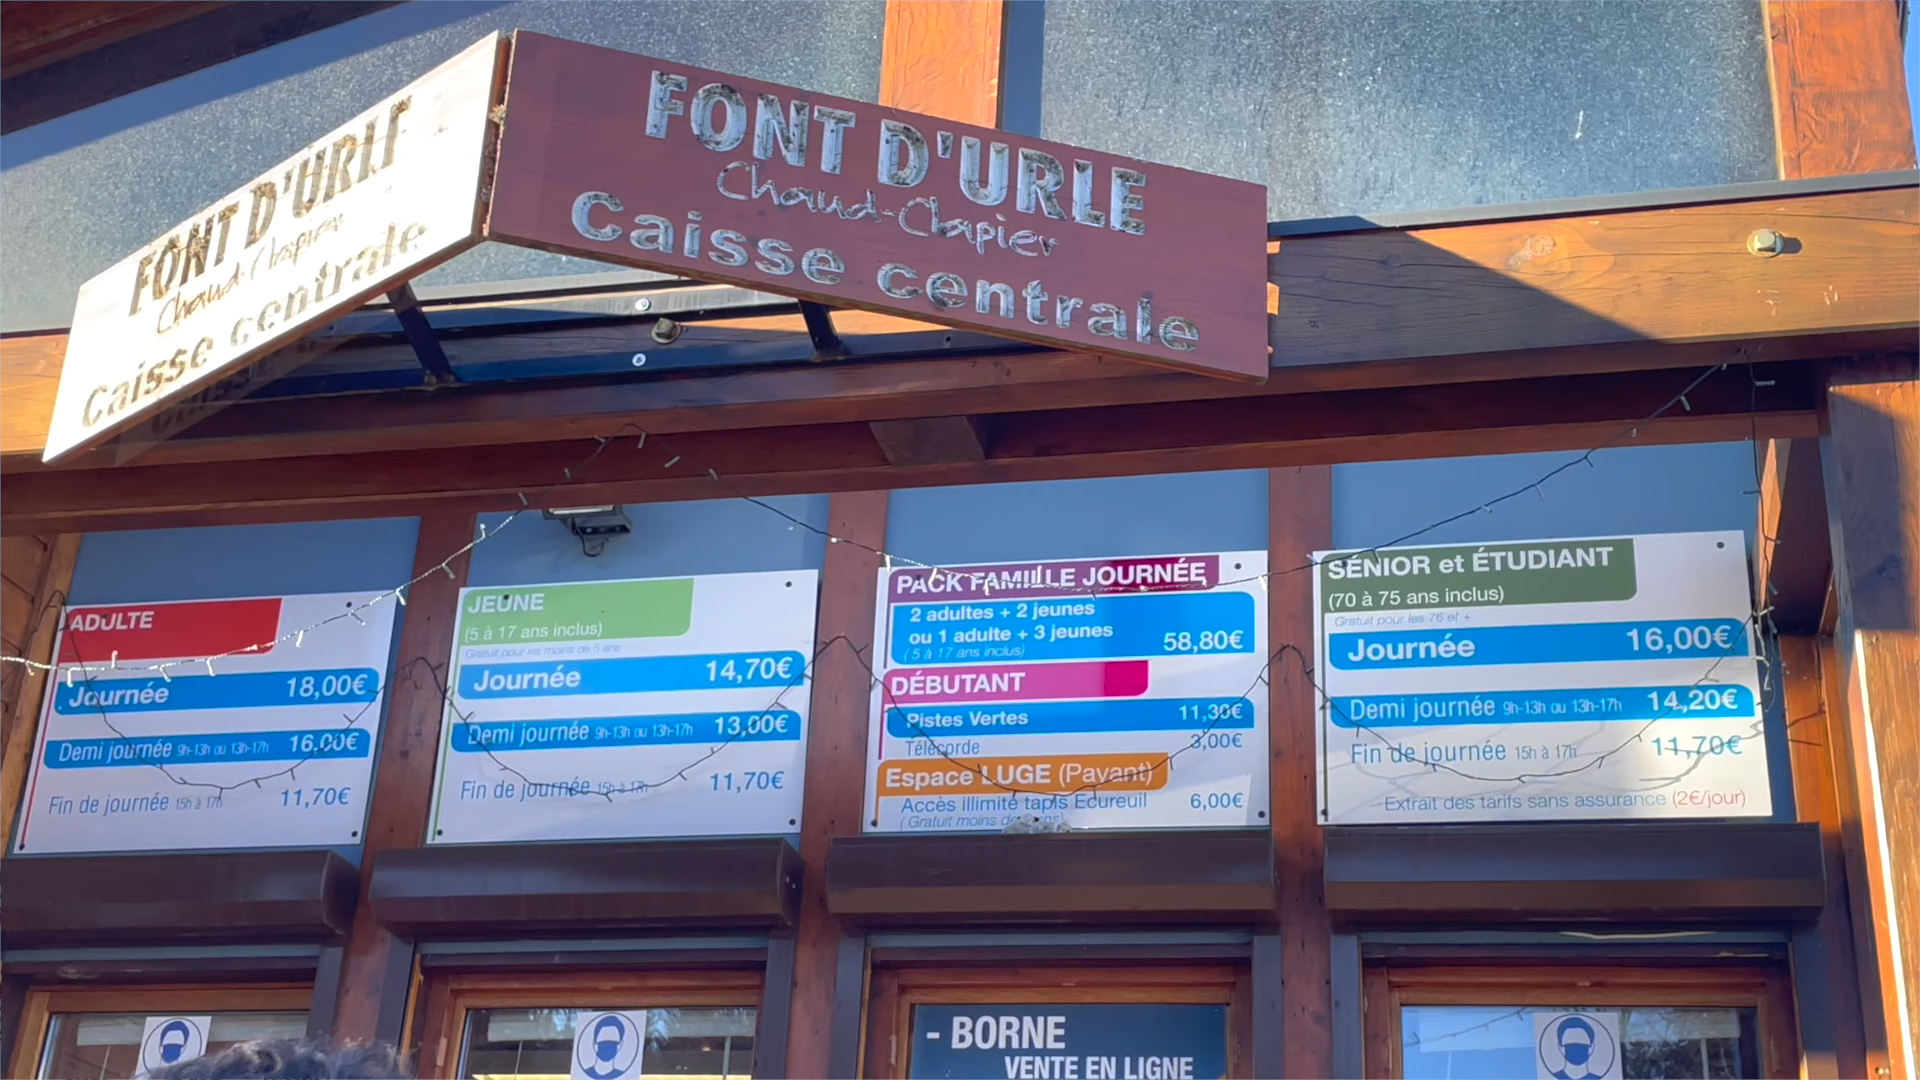 FONT D'URLE
Chaud-Clapier
Caisse centrale
FONT D'URLE
Chaud-Clapier
Caisse centrale
ADULTE
Journée 18,00€
Demi journée 9h-13h ou 13h-17h 16,00€
Fin de journée 15h à 17h 11,70€
JEUNE
(5 à 17 ans inclus)
Gratuit pour les moins de 5 ans
Journée 14,70€
Demi journée 9h-13h ou 13h-17h 13,00€
Fin de journée 15h à 17h 11,70€
PACK FAMILLE JOURNÉE
2 adultes + 2 jeunes
ou 1 adulte + 3 jeunes 58,80€
(5 à 17 ans inclus)
DÉBUTANT
Pistes Vertes 11,30€
Télécorde 3,00€
Espace LUGE (Payant)
Accès illimité tapis Ecureuil 6,00€
(Gratuit moins de ans)
SÉNIOR et ÉTUDIANT
(70 à 75 ans inclus)
Gratuit pour les 76 et +
Journée 16,00€
Demi journée 9h-13h ou 13h-17h 14,20€
Fin de journée 15h à 17h 11,70€
Extrait des tarifs sans assurance (2€/jour)
- BORNE
VENTE EN LIGNE